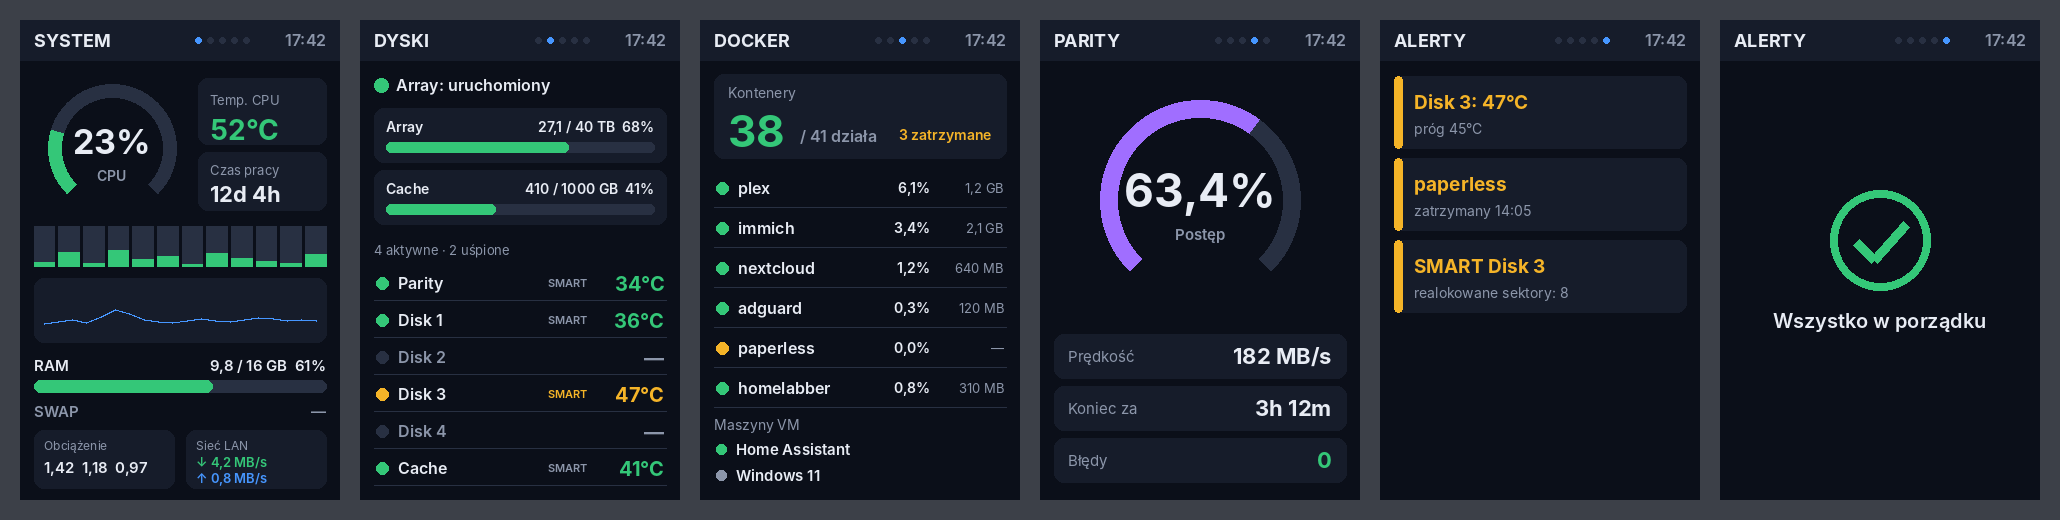 SYSTEM 17:42
23%
CPU
Temp. CPU
52°C
Czas pracy
12d 4h
RAM 9,8 / 16 GB 61%
SWAP —
Obciążenie
1,42 1,18 0,97
Sieć LAN
↓ 4,2 MB/s
↑ 0,8 MB/s
DYSKI 17:42
Array: uruchomiony
Array 27,1 / 40 TB 68%
Cache 410 / 1000 GB 41%
4 aktywne · 2 uśpione
Parity SMART 34°C
Disk 1 SMART 36°C
Disk 2 —
Disk 3 SMART 47°C
Disk 4 —
Cache SMART 41°C
DOCKER 17:42
Kontenery
38 / 41 działa 3 zatrzymane
plex 6,1% 1,2 GB
immich 3,4% 2,1 GB
nextcloud 1,2% 640 MB
adguard 0,3% 120 MB
paperless 0,0% —
homelabber 0,8% 310 MB
Maszyny VM
Home Assistant
Windows 11
PARITY 17:42
63,4%
Postęp
Prędkość 182 MB/s
Koniec za 3h 12m
Błędy 0
ALERTY 17:42
Disk 3: 47°C
próg 45°C
paperless
zatrzymany 14:05
SMART Disk 3
realokowane sektory: 8
ALERTY 17:42
Wszystko w porządku